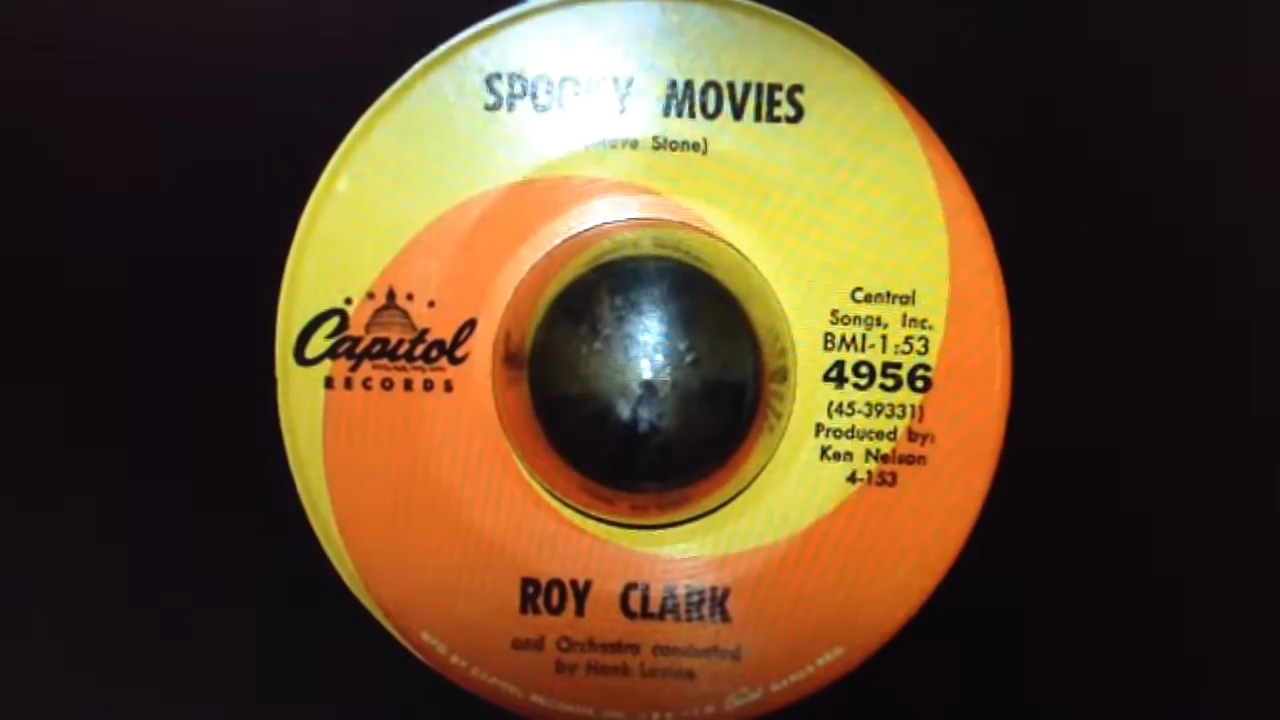 SPOOKY MOVIES
Stone)
Capitol
RECORDS
Central
Songs, Inc.
BMI-1:53
4956
(45-39331)
Produced by:
Ken Nelson
4-153
ROY CLARK
and Orchestra conducted
by Hank Levine